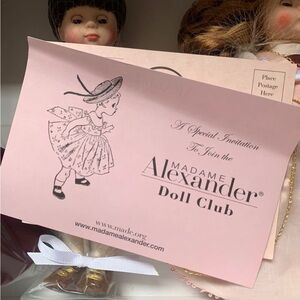 Place
Postage
Here
A Special Invitation
To Join the
MADAME
Alexander®
Doll Club
www.madc.org
www.madamealexander.com